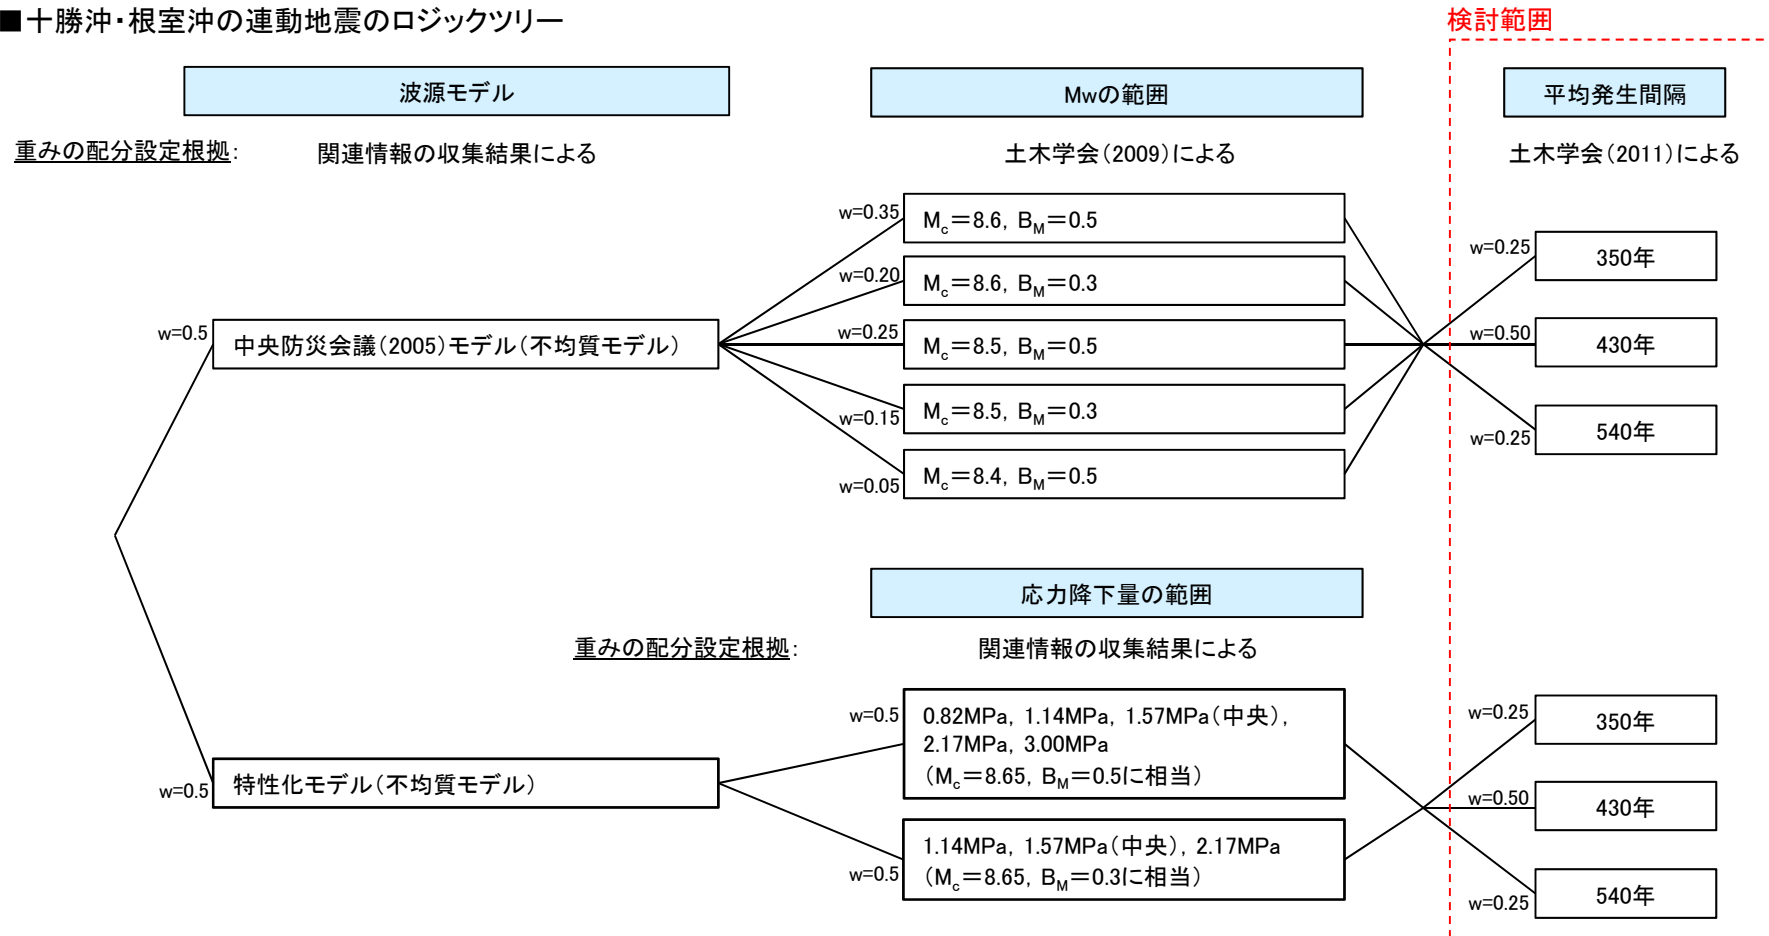 ■十勝沖・根室沖の連動地震のロジックツリー
検討範囲
波源モデル
Mwの範囲
平均発生間隔
重みの配分設定根拠:
関連情報の収集結果による
土木学会(2009)による
土木学会(2011)による
w=0.35
Mc＝8.6, BM＝0.5
w=0.20
Mc＝8.6, BM＝0.3
w=0.25
Mc＝8.5, BM＝0.5
w=0.15
Mc＝8.5, BM＝0.3
w=0.05
Mc＝8.4, BM＝0.5
w=0.5
中央防災会議(2005)モデル(不均質モデル)
w=0.25
350年
w=0.50
430年
w=0.25
540年
応力降下量の範囲
重みの配分設定根拠:
関連情報の収集結果による
w=0.5
特性化モデル(不均質モデル)
w=0.5
0.82MPa, 1.14MPa, 1.57MPa(中央),
2.17MPa, 3.00MPa
(Mc＝8.65, BM＝0.5に相当)
w=0.5
1.14MPa, 1.57MPa(中央), 2.17MPa
(Mc＝8.65, BM＝0.3に相当)
w=0.25
350年
w=0.50
430年
w=0.25
540年